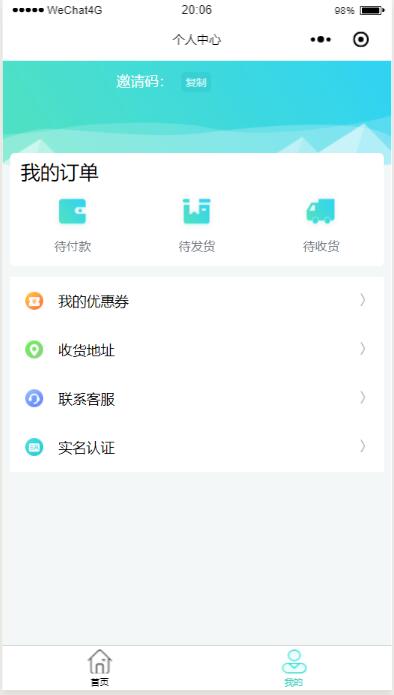 WeChat4G 20:06 98%
个人中心
邀请码： 复制
我的订单
待付款 待发货 待收货
我的优惠券
收货地址
联系客服
实名认证
首页 我的